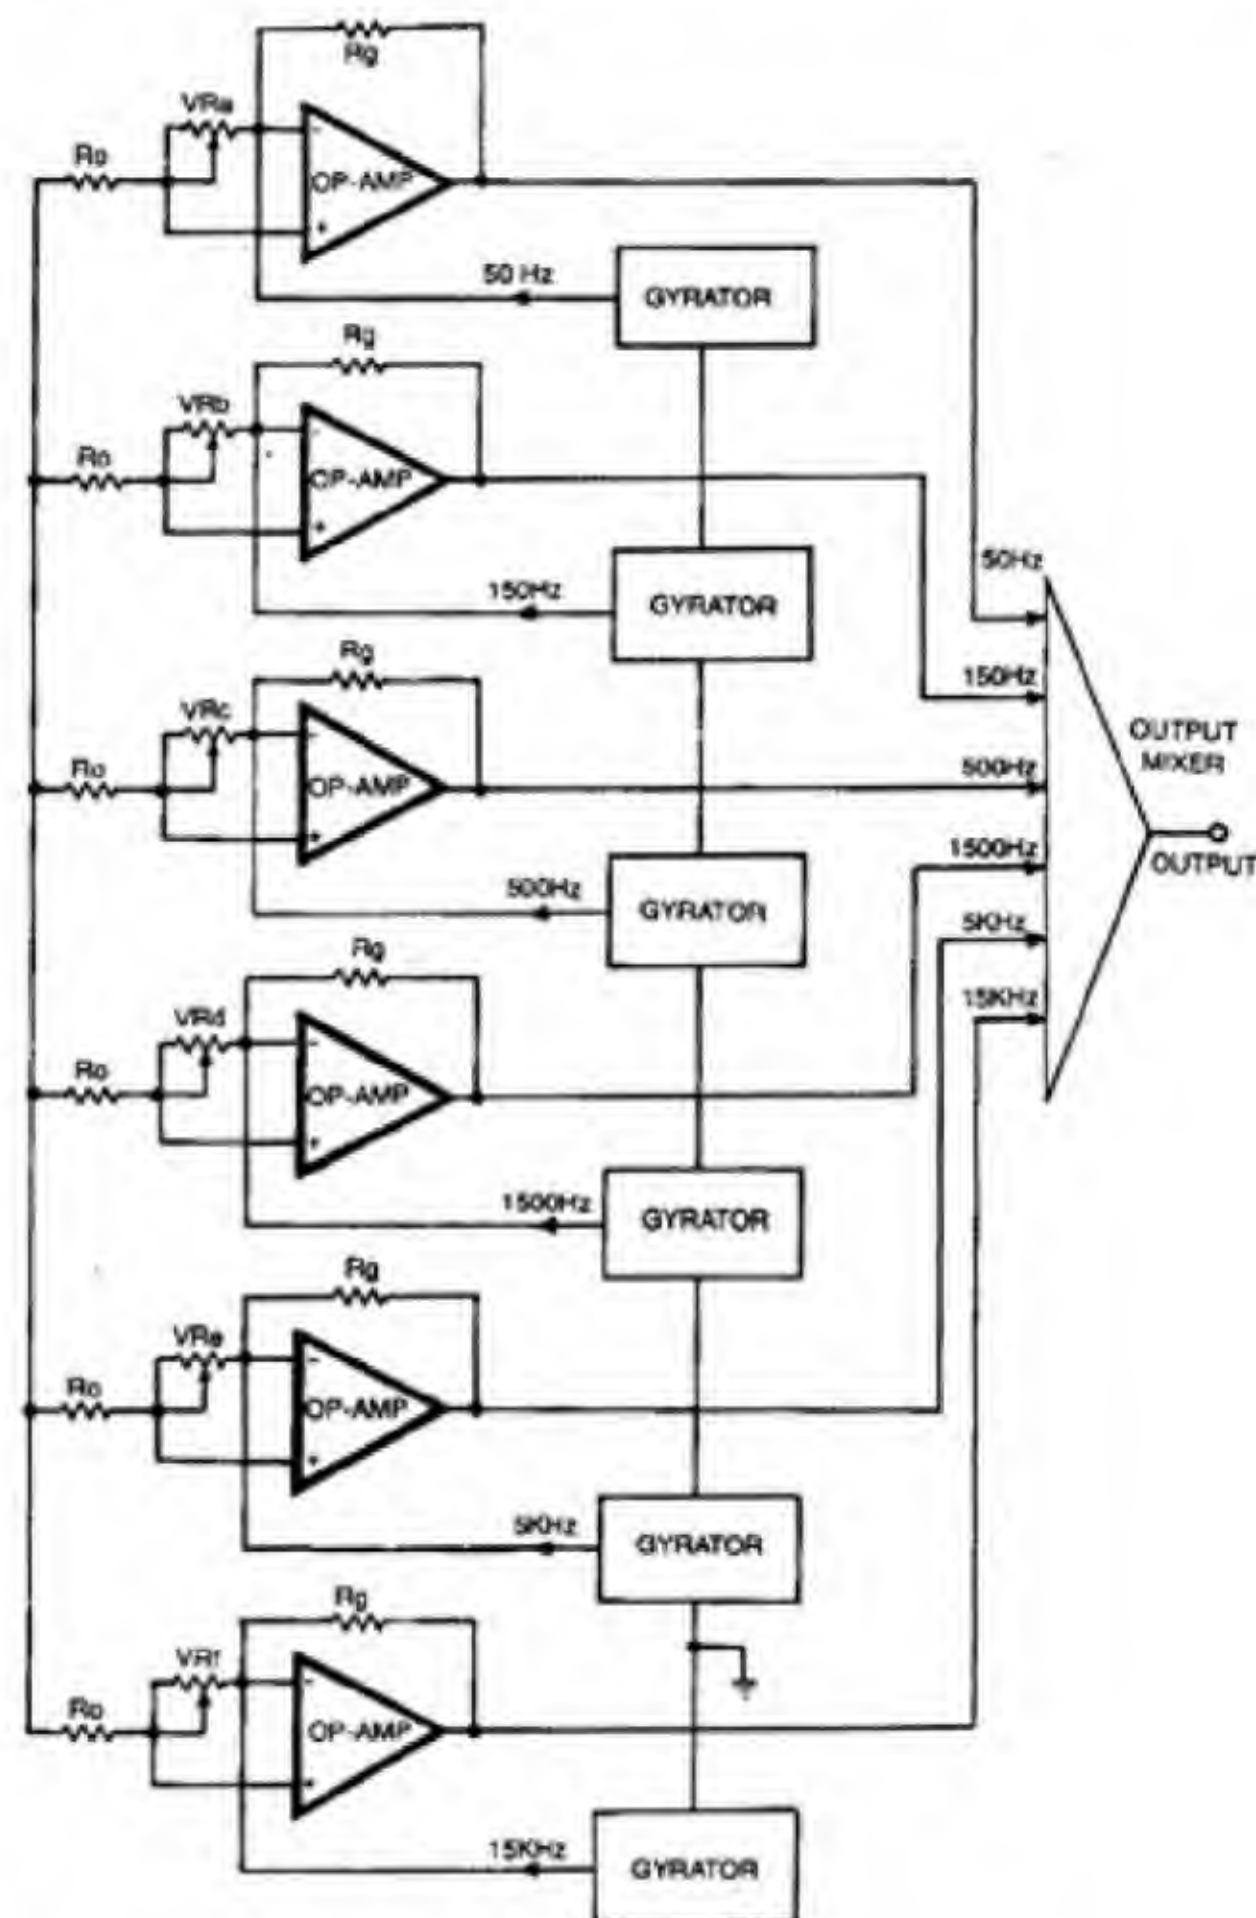 Rg
VRa
Ro
-
OP-AMP
+
50 Hz
GYRATOR
Rg
VRb
Ro
-
OP-AMP
+
150Hz
GYRATOR
50Hz
Rg
VRc
Ro
-
OP-AMP
+
500Hz
GYRATOR
150Hz
500Hz
1500Hz
5KHz
15KHz
OUTPUT
MIXER
OUTPUT
Rg
VRd
Ro
-
OP-AMP
+
1500Hz
GYRATOR
Rg
VRe
Ro
-
OP-AMP
+
5KHz
GYRATOR
Rg
VRf
Ro
-
OP-AMP
+
15KHz
GYRATOR